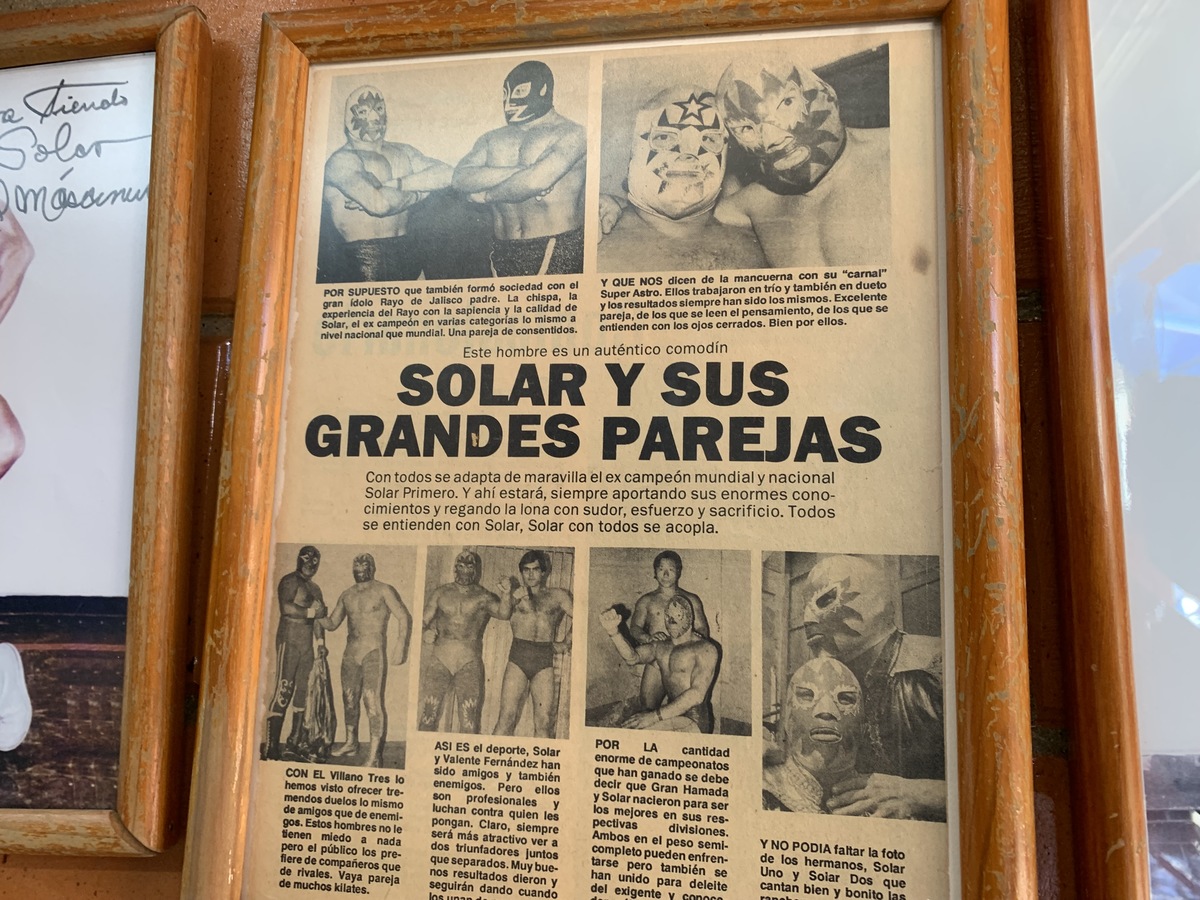 Tiendo
Solar
POR SUPUESTO que también formó sociedad con el
gran ídolo Rayo de Jalisco padre. La chispa, la
experiencia del Rayo con la sapiencia y la calidad de
Solar, el ex campeón en varias categorías lo mismo a
nivel nacional que mundial. Una pareja de consentidos.
Y QUE NOS dicen de la mancuerna con su "carnal"
Super Astro. Ellos trabajaron en trío y también en dueto
y los resultados siempre han sido los mismos. Excelente
pareja, de los que se leen el pensamiento, de los que se
entienden con los ojos cerrados. Bien por ellos.
Este hombre es un auténtico comodín
SOLAR Y SUS
GRANDES PAREJAS
Con todos se adapta de maravilla el ex campeón mundial y nacional
Solar Primero. Y ahí estará, siempre aportando sus enormes cono-
cimientos y regando la lona con sudor, esfuerzo y sacrificio. Todos
se entienden con Solar, Solar con todos se acopla.
CON EL Villano Tres lo
hemos visto ofrecer tre-
mendos duelos lo mismo
de amigos que de enemi-
gos. Estos hombres no le
tienen miedo a nada
pero el público los pre-
fiere de compañeros que
de rivales. Vaya pareja
de muchos kilates.
ASI ES el deporte, Solar
y Valente Fernández han
sido amigos y también
enemigos. Pero ellos
son profesionales y
luchan contra quien les
pongan. Claro, siempre
será más atractivo ver a
dos triunfadores juntos
que separados. Muy bue-
nos resultados dieron y
seguirán dando cuando
POR LA cantidad
enorme de campeonatos
que han ganado se debe
decir que Gran Hamada
y Solar nacieron para ser
los mejores en sus res-
pectivas divisiones.
Ambos en el peso semi-
completo pueden enfren-
tarse pero también se
han unido para deleite
del exigente y conoce-
Y NO PODIA faltar la foto
de los hermanos, Solar
Uno y Solar Dos que
cantan bien y bonito las